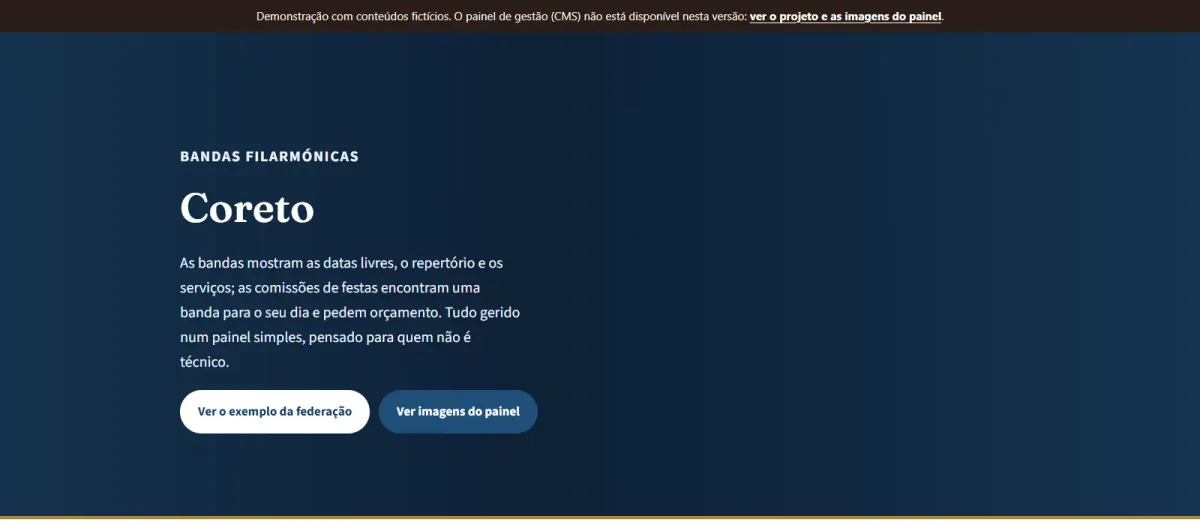 Demonstração com conteúdos fictícios. O painel de gestão (CMS) não está disponível nesta versão: ver o projeto e as imagens do painel.
BANDAS FILARMÓNICAS
Coreto
As bandas mostram as datas livres, o repertório e os
serviços; as comissões de festas encontram uma
banda para o seu dia e pedem orçamento. Tudo gerido
num painel simples, pensado para quem não é
técnico.
Ver o exemplo da federação
Ver imagens do painel